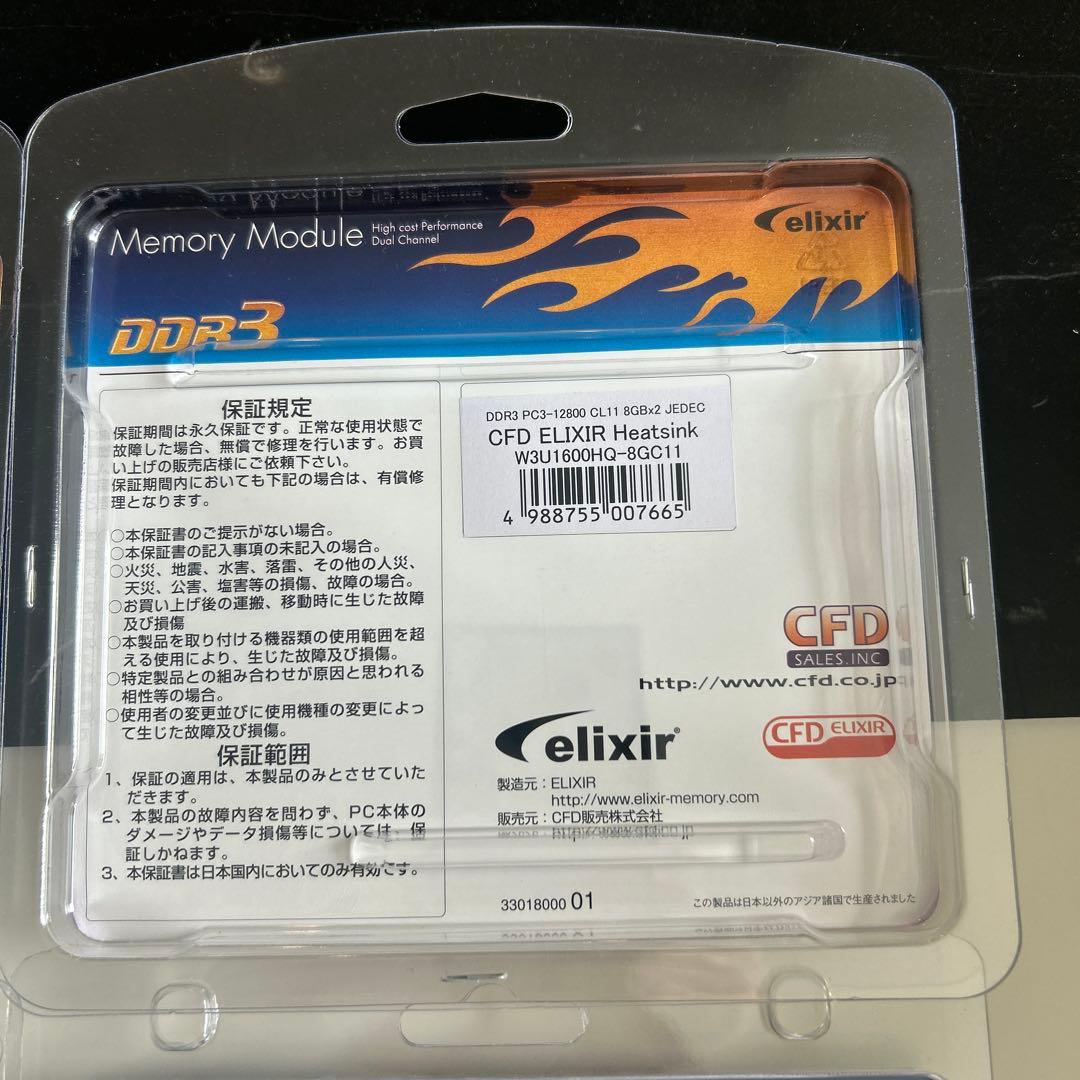 Memory Module
High cost Performance
Dual Channel
elixir
DDR3
保証規定
保証期間は永久保証です。正常な使用状態で
故障した場合、無償で修理を行います。お買
い上げの販売店様にご依頼下さい。
保証期間内においても下記の場合は、有償修
理となります。
○本保証書のご提示がない場合。
○本保証書の記入事項の未記入の場合。
○火災、地震、水害、落雷、その他の人災、
天災、公害、塩害等の損傷、故障の場合。
○お買い上げ後の運搬、移動時に生じた故障
及び損傷
○本製品を取り付ける機器類の使用範囲を超
える使用により、生じた故障及び損傷。
○特定製品との組み合わせが原因と思われる
相性等の場合。
○使用者の変更並びに使用機種の変更によっ
て生じた故障及び損傷。
保証範囲
1、保証の適用は、本製品のみとさせていた
だきます。
2、本製品の故障内容を問わず、PC本体の
ダメージやデータ損傷等については、保
証しかねます。
3、本保証書は日本国内においてのみ有効です。
DDR3 PC3-12800 CL11 8GBx2 JEDEC
CFD ELIXIR Heatsink
W3U1600HQ-8GC11
4 988755 007665
CFD
SALES.INC
http://www.cfd.co.jp
elixir
CFD ELIXIR
製造元：ELIXIR
http://www.elixir-memory.com
販売元：CFD販売株式会社
33018000 01
この製品は日本以外のアジア諸国で生産されました